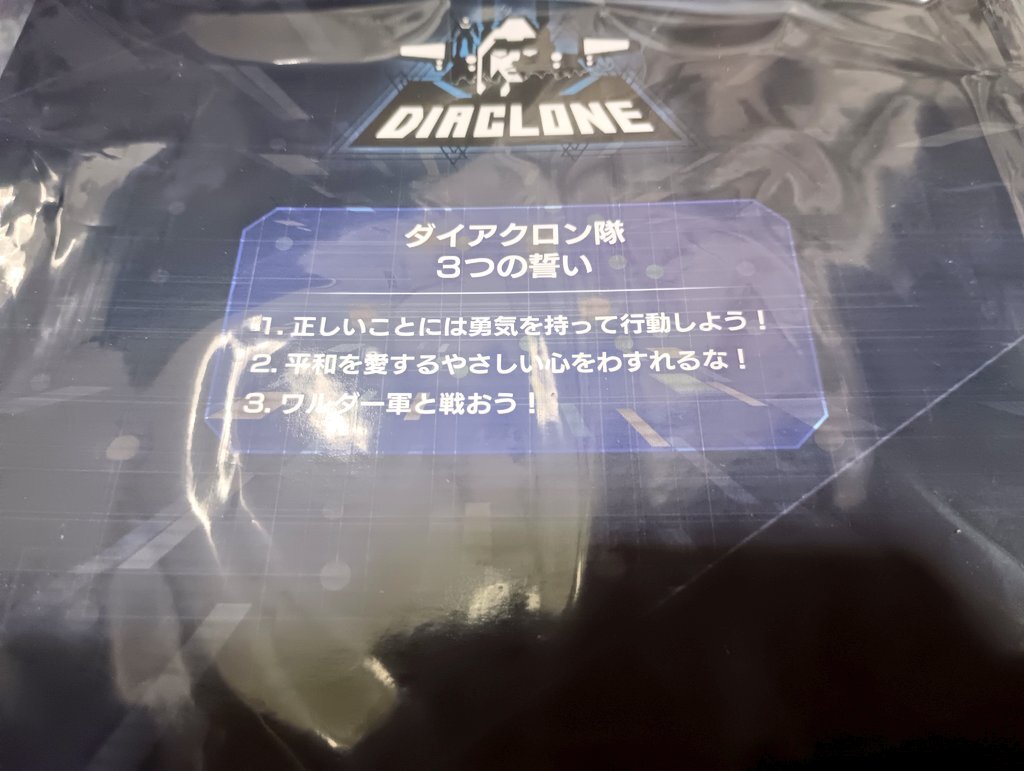 DIACLONE
ダイアクロン隊
3つの誓い
1. 正しいことには勇気を持って行動しよう！
2. 平和を愛するやさしい心をわすれるな！
3. ワルダー軍と戦おう！